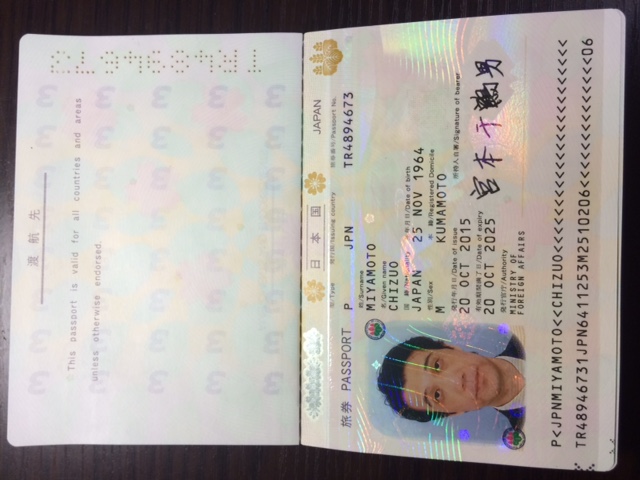 渡航先
This passport is valid for all countries and areas
unless otherwise endorsed.
TR4894673
日本国 JAPAN
型/Type 発行国/Issuing country 旅券番号/Passport No.
旅券 PASSPORT P JPN TR4894673
姓/Surname
MIYAMOTO
名/Given name
CHIZUO
国籍/Nationality 生年月日/Date of birth
JAPAN 25 NOV 1964
性別/Sex 本籍/Registered Domicile
M KUMAMOTO
発行年月日/Date of issue 所持人自署/Signature of bearer
20 OCT 2015
宮本千鶴男
有効期間満了日/Date of expiry
20 OCT 2025
発行官庁/Authority
MINISTRY OF
FOREIGN AFFAIRS
P<JPNMIYAMOTO<<CHIZUO<<<<<<<<<<<<<<<<<<<<<<<
TR48946731JPN6411253M2510206<<<<<<<<<<<<<<06